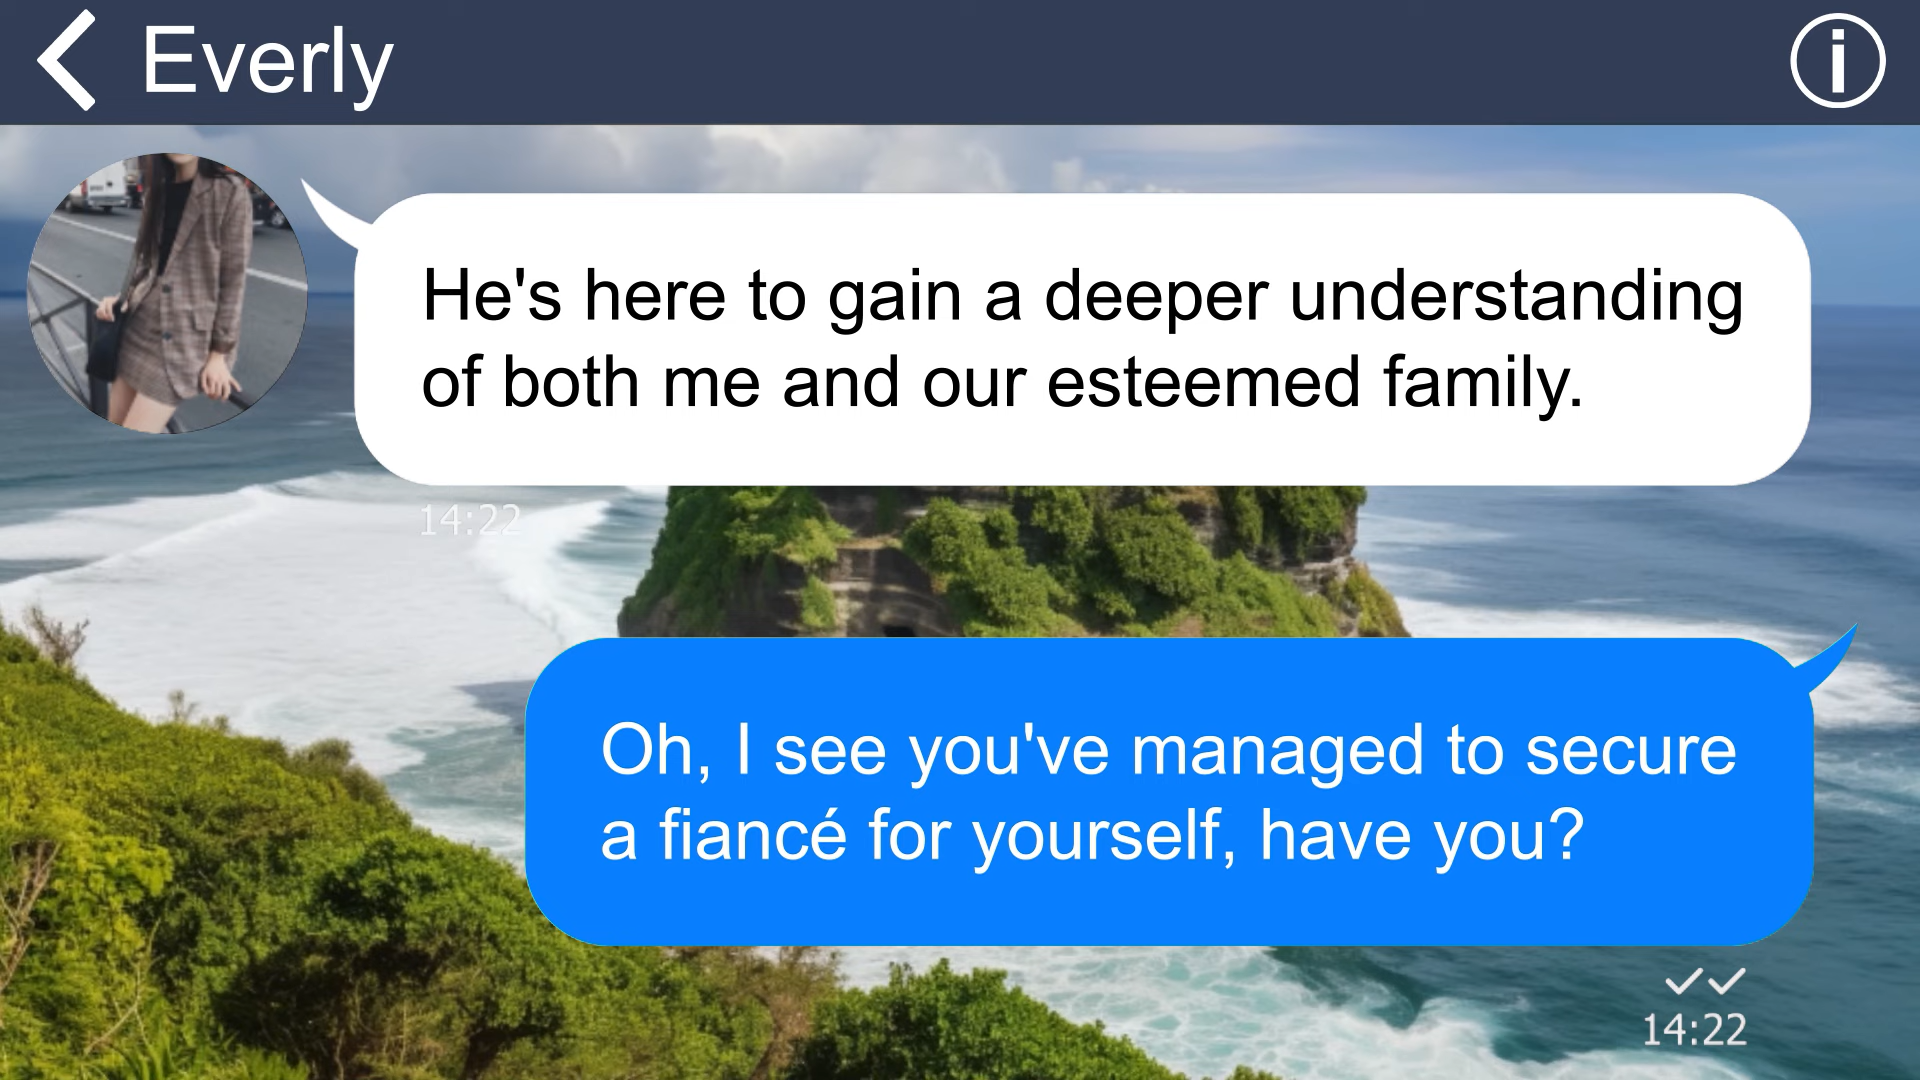 Everly
He's here to gain a deeper understanding
of both me and our esteemed family.
14:22
Oh, I see you've managed to secure
a fiancé for yourself, have you?
14:22